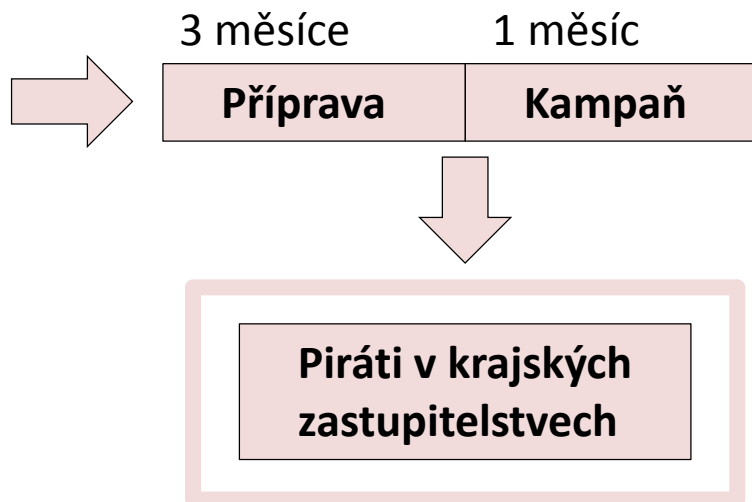 3 měsíce 1 měsíc
Příprava Kampaň
Piráti v krajských
zastupitelstvech